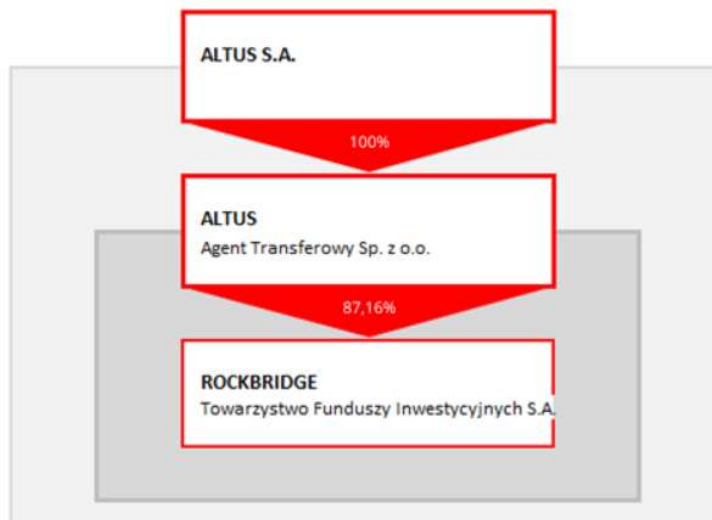 ALTUS S.A.
100%
ALTUS
Agent Transferowy Sp. z o.o.
87,16%
ROCKBRIDGE
Towarzystwo Funduszy Inwestycyjnych S.A.